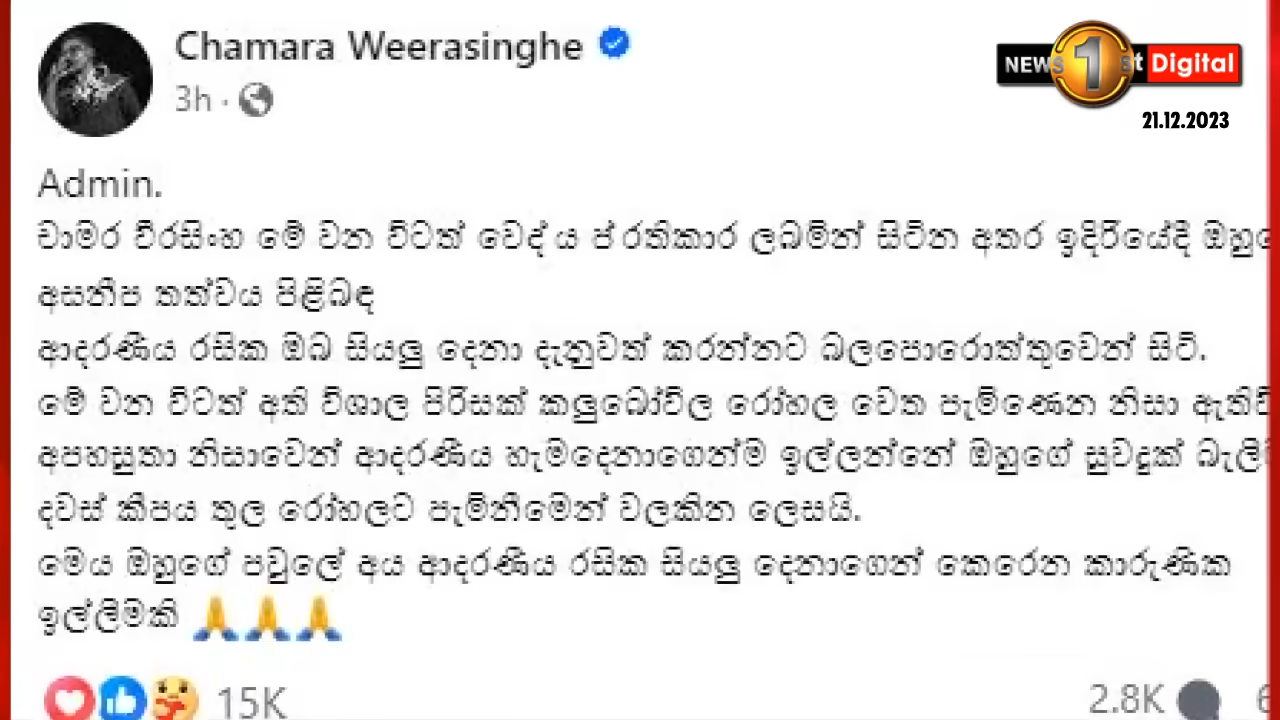 Chamara Weerasinghe
NEWS 1st Digital
3h ·
21.12.2023
Admin.
චාමර වීරසිංහ මේ වන විටත් වෛද්‍ය ප්‍රතිකාර ලබමින් සිටින අතර ඉදිරියේදී
අසනීප තත්වය පිළිබඳ
ආදරණීය රසික ඔබ සියලු දෙනා දැනුවත් කරන්නට බලපොරොත්තුවෙන් සිටී.
මේ වන විටත් අති විශාල පිරිසක් කලුබෝවිල රෝහල වෙත පැමිණෙන නිසා
අපහසුතා නිසාවෙන් ආදරණීය හැමදෙනාගෙන්ම ඉල්ලන්නේ ඔහුගේ සුවදුක්
දවස් කීපය තුල රෝහලට පැමිනීමෙන් වලකින ලෙසයි.
මෙය ඔහුගේ පවුලේ අය ආදරණීය රසික සියලු දෙනාගෙන් කෙරෙන කාරුණික
ඉල්ලීමකි 🙏🙏🙏
15K
2.8K